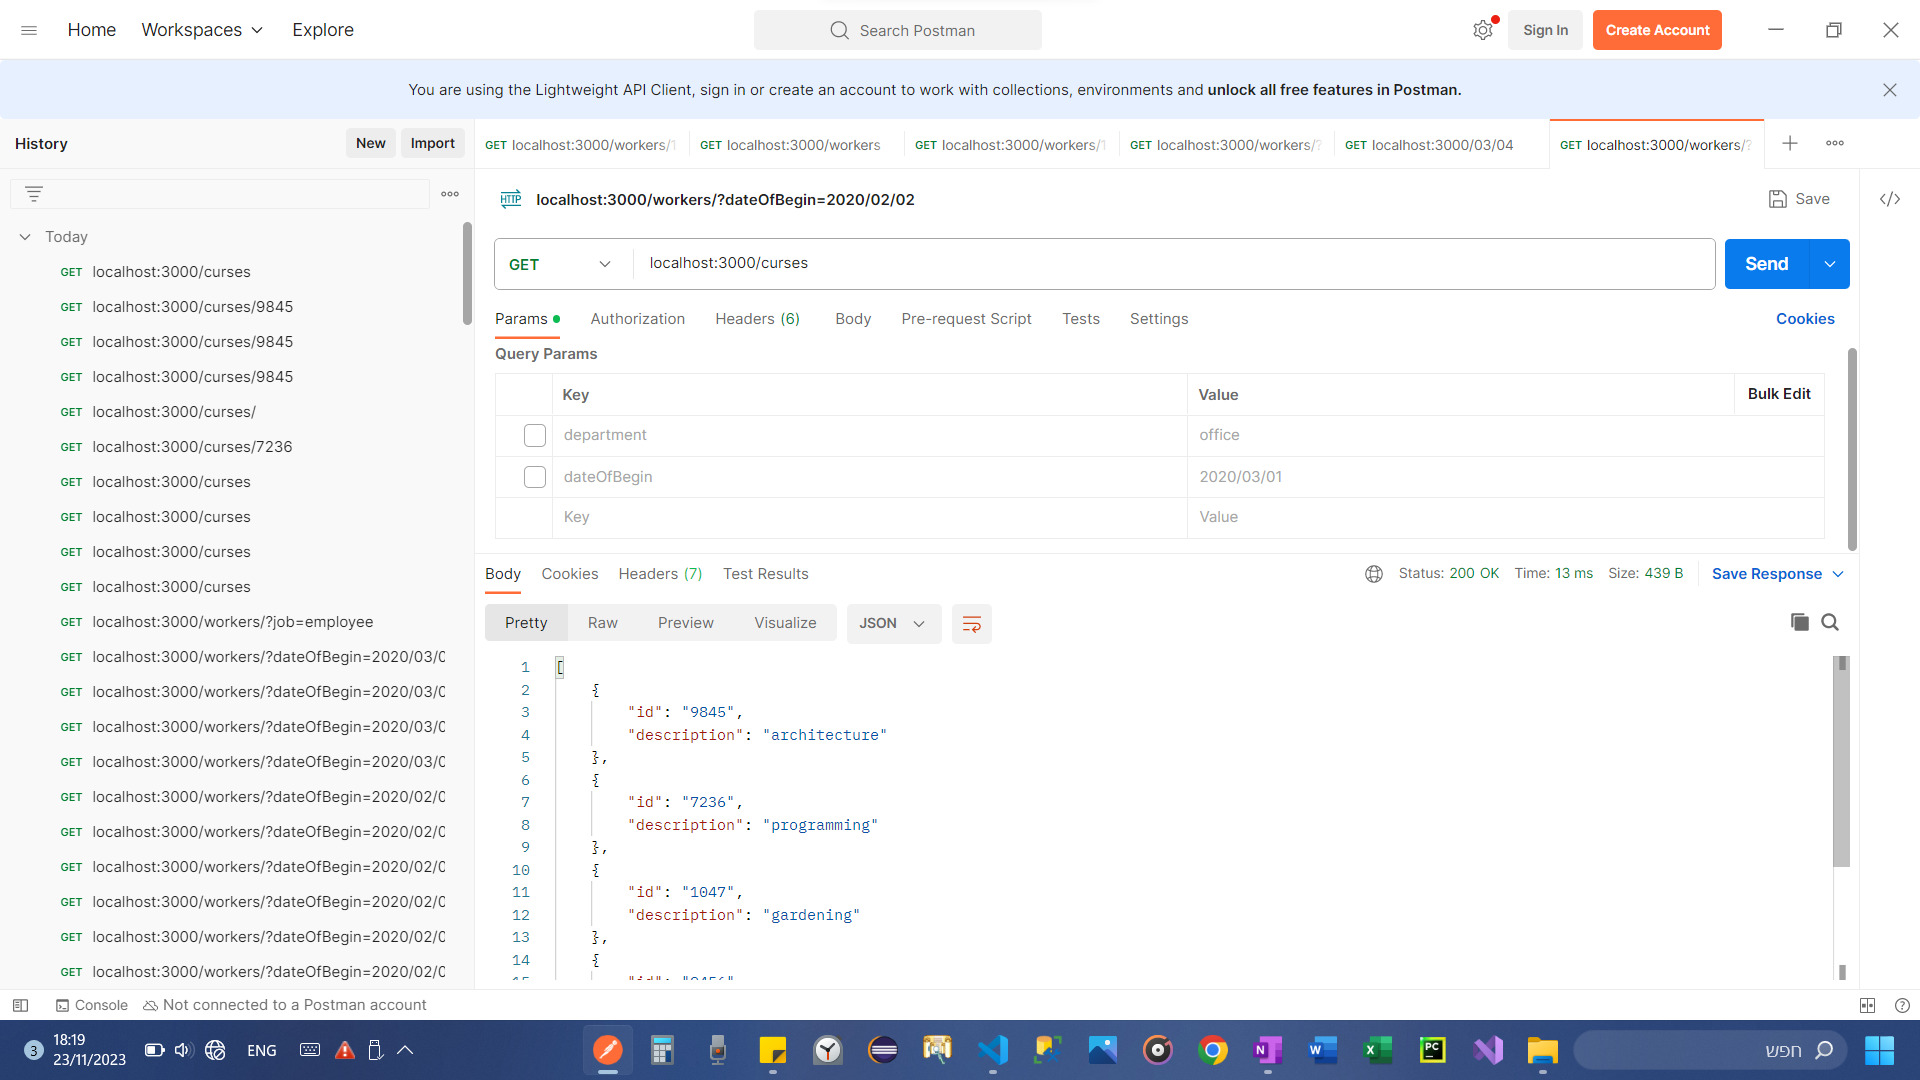 Home
Workspaces
Explore
Search Postman
Sign In
Create Account
You are using the Lightweight API Client, sign in or create an account to work with collections, environments and unlock all free features in Postman.
History
New
Import
GET localhost:3000/workers/1
GET localhost:3000/workers
GET localhost:3000/workers/1
GET localhost:3000/workers/?
GET localhost:3000/03/04
GET localhost:3000/workers/?
HTTP
localhost:3000/workers/?dateOfBegin=2020/02/02
Save
Today
GET localhost:3000/curses
GET localhost:3000/curses/9845
GET localhost:3000/curses/9845
GET localhost:3000/curses/9845
GET localhost:3000/curses/
GET localhost:3000/curses/7236
GET localhost:3000/curses
GET localhost:3000/curses
GET localhost:3000/curses
GET localhost:3000/curses
GET localhost:3000/workers/?job=employee
GET localhost:3000/workers/?dateOfBegin=2020/03/0
GET localhost:3000/workers/?dateOfBegin=2020/03/0
GET localhost:3000/workers/?dateOfBegin=2020/03/0
GET localhost:3000/workers/?dateOfBegin=2020/03/0
GET localhost:3000/workers/?dateOfBegin=2020/02/0
GET localhost:3000/workers/?dateOfBegin=2020/02/0
GET localhost:3000/workers/?dateOfBegin=2020/02/0
GET localhost:3000/workers/?dateOfBegin=2020/02/0
GET localhost:3000/workers/?dateOfBegin=2020/02/0
GET localhost:3000/workers/?dateOfBegin=2020/02/0
GET
localhost:3000/curses
Send
Params
Authorization
Headers (6)
Body
Pre-request Script
Tests
Settings
Cookies
Query Params
Key
Value
Bulk Edit
department
office
dateOfBegin
2020/03/01
Key
Value
Body
Cookies
Headers (7)
Test Results
Status: 200 OK
Time: 13 ms
Size: 439 B
Save Response
Pretty
Raw
Preview
Visualize
JSON
1 [
2 {
3 "id": "9845",
4 "description": "architecture"
5 },
6 {
7 "id": "7236",
8 "description": "programming"
9 },
10 {
11 "id": "1047",
12 "description": "gardening"
13 },
14 {
Console
Not connected to a Postman account
3
18:19
23/11/2023
ENG
N
W
X
PC
חפש